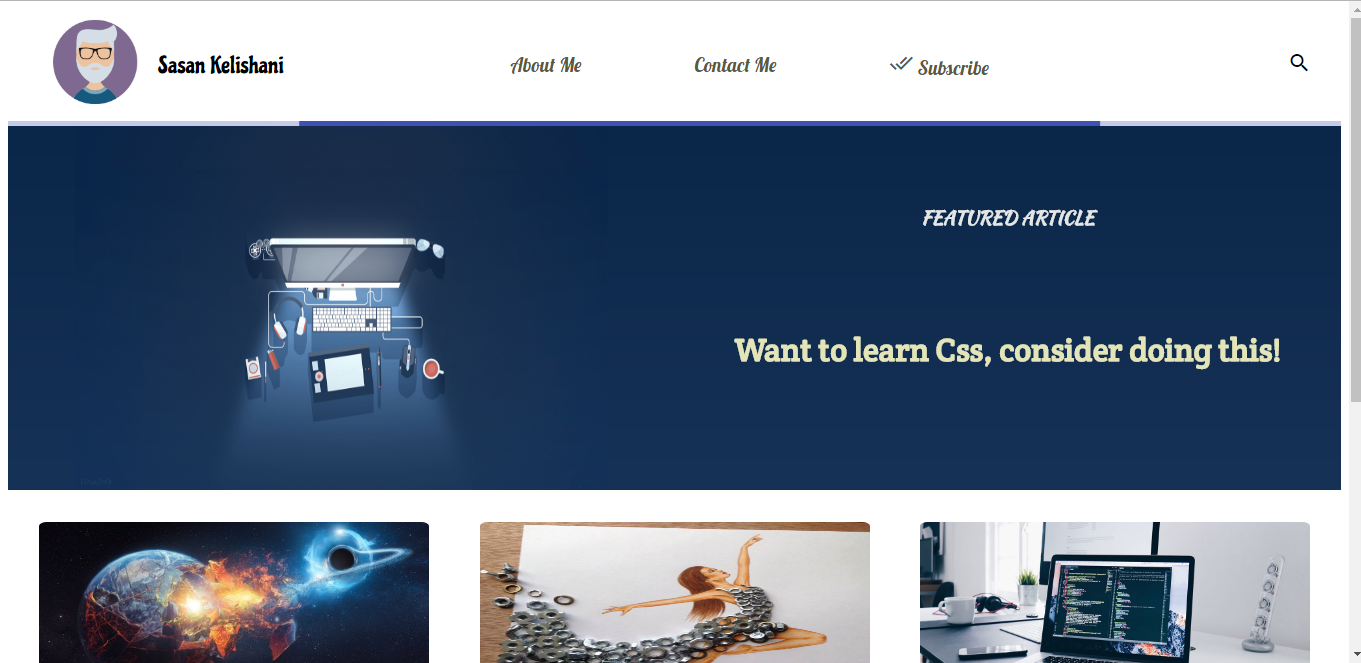 Sasan Kelishani
About Me
Contact Me
Subscribe
FEATURED ARTICLE
Want to learn Css, consider doing this!